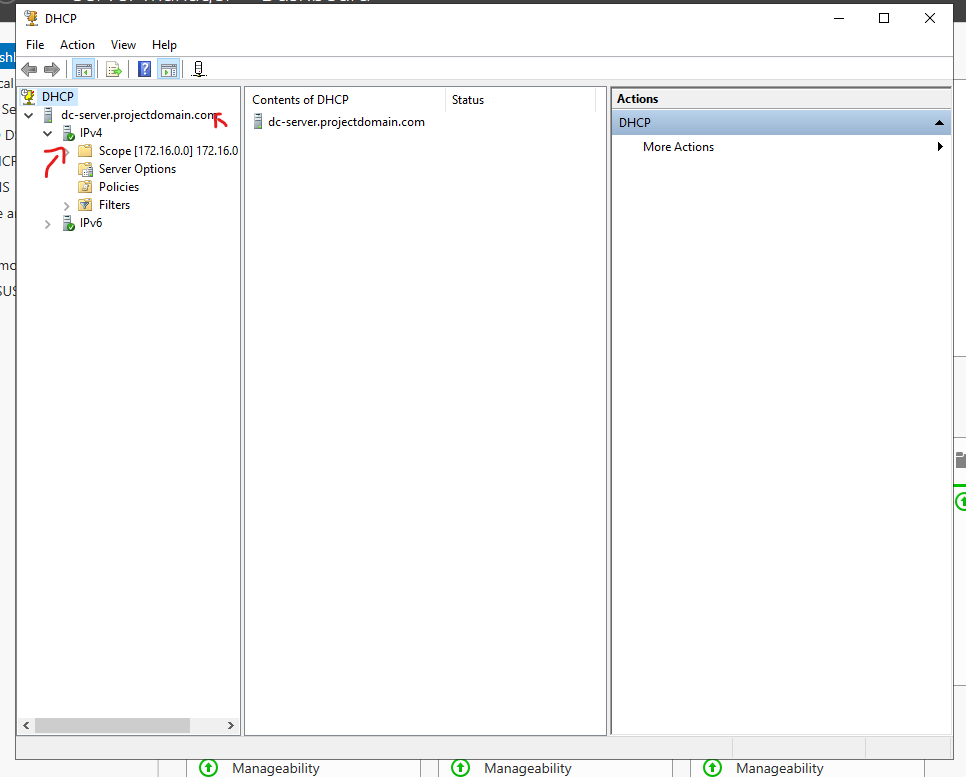 DHCP
File Action View Help
DHCP
dc-server.projectdomain.com
IPv4
Scope [172.16.0.0] 172.16.0
Server Options
Policies
Filters
IPv6
Contents of DHCP Status
dc-server.projectdomain.com
Actions
DHCP
More Actions
Manageability Manageability Manageability